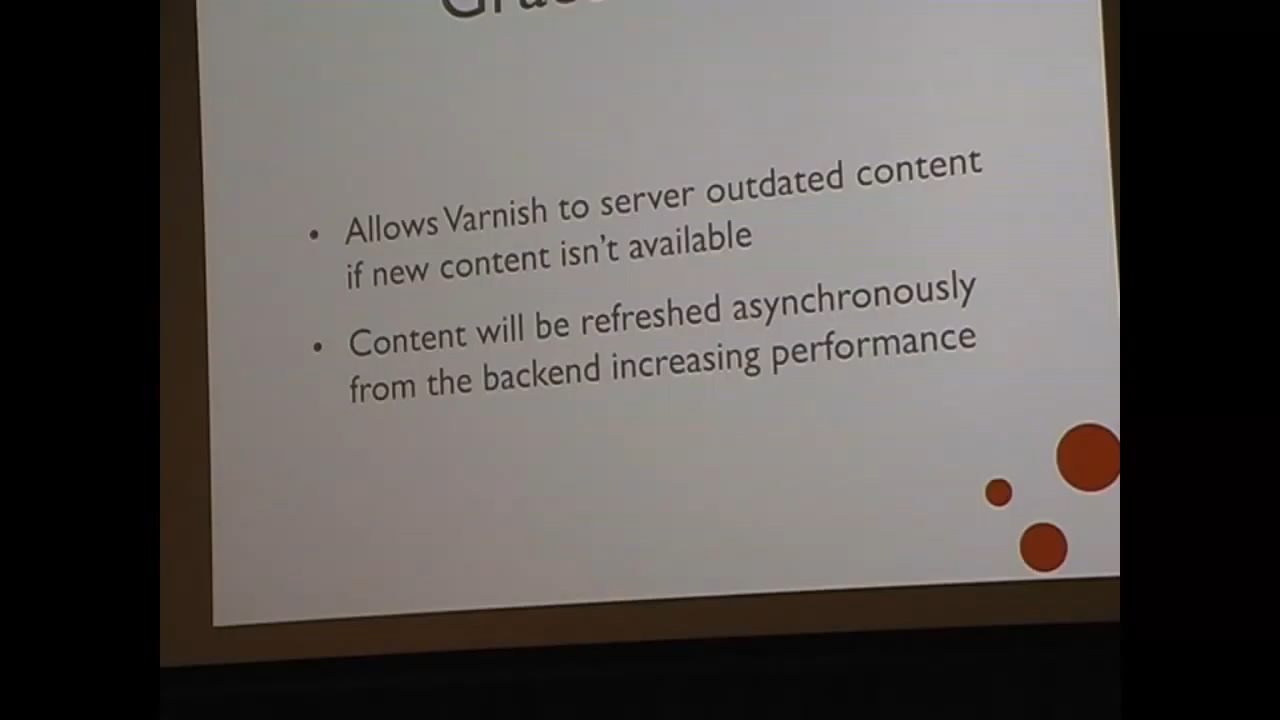 • Allows Varnish to server outdated content
if new content isn't available
• Content will be refreshed asynchronously
from the backend increasing performance